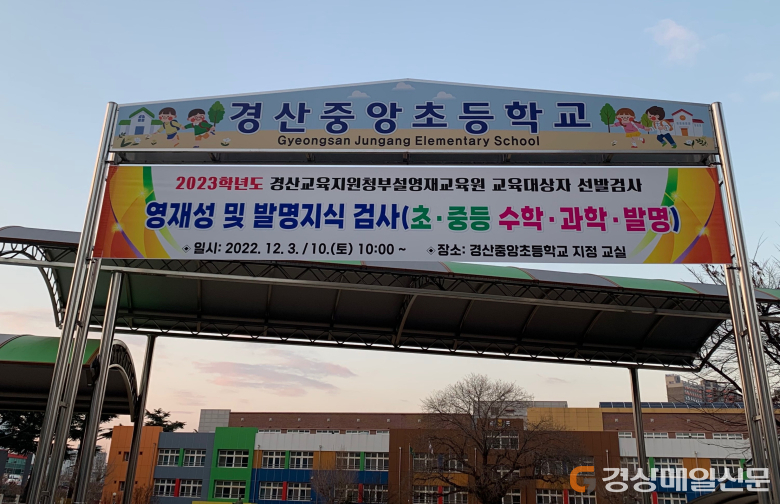 경산중앙초등학교
Gyeongsan Jungang Elementary School
2023학년도 경산교육지원청부설영재교육원 교육대상자 선발검사
영재성 및 발명지식 검사(초·중등 수학·과학·발명)
◈ 일시: 2022. 12. 3. / 10.(토) 10:00 ~ ◈ 장소: 경산중앙초등학교 지정 교실
경상매일신문